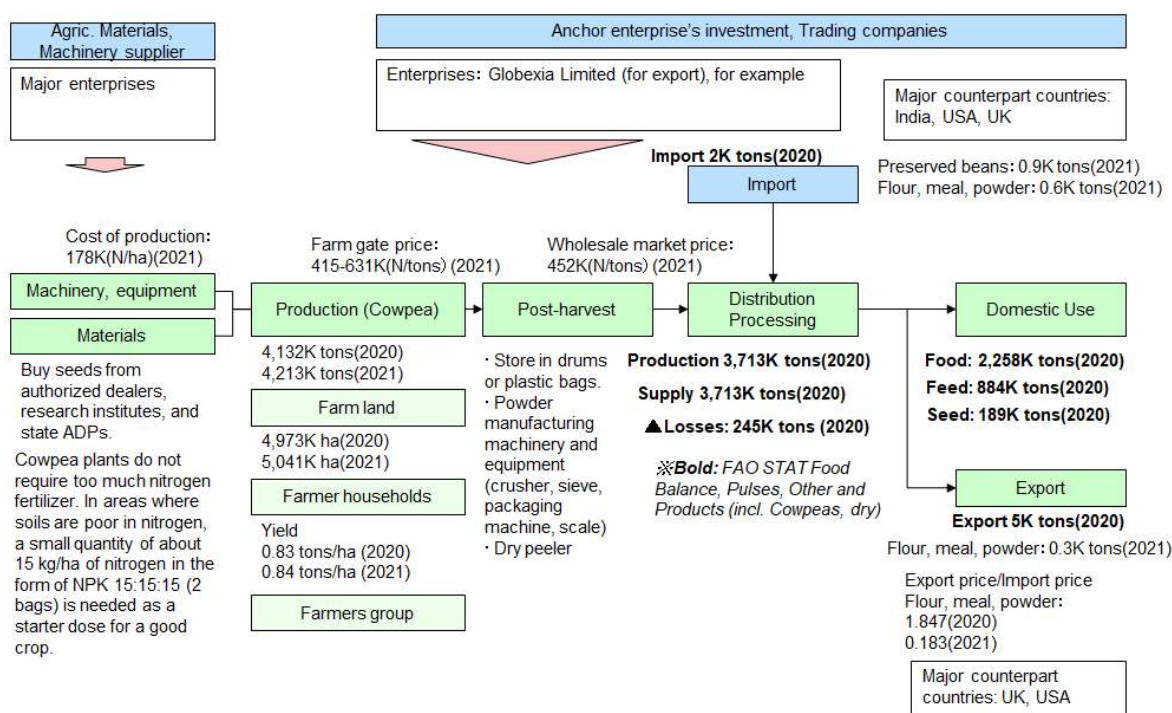 Agric. Materials,
Machinery supplier
Major enterprises
Anchor enterprise's investment, Trading companies
Enterprises: Globexia Limited (for export), for example
Major counterpart countries:
India, USA, UK
Import 2K tons(2020)
Import
Preserved beans: 0.9K tons(2021)
Flour, meal, powder: 0.6K tons(2021)
Cost of production:
178K(N/ha)(2021)
Farm gate price:
415-631K(N/tons) (2021)
Wholesale market price:
452K(N/tons) (2021)
Machinery, equipment
Materials
Buy seeds from
authorized dealers,
research institutes, and
state ADPs.
Cowpea plants do not
require too much nitrogen
fertilizer. In areas where
soils are poor in nitrogen,
a small quantity of about
15 kg/ha of nitrogen in the
form of NPK 15:15:15 (2
bags) is needed as a
starter dose for a good
crop.
Production (Cowpea)
4,132K tons(2020)
4,213K tons(2021)
Farm land
4,973K ha(2020)
5,041K ha(2021)
Farmer households
Yield
0.83 tons/ha (2020)
0.84 tons/ha (2021)
Farmers group
Post-harvest
・Store in drums
or plastic bags.
・Powder
manufacturing
machinery and
equipment
(crusher, sieve,
packaging
machine, scale)
・Dry peeler
Distribution
Processing
Production 3,713K tons(2020)
Supply 3,713K tons(2020)
▲Losses: 245K tons (2020)
※Bold: FAO STAT Food
Balance, Pulses, Other and
Products (incl. Cowpeas, dry)
Domestic Use
Food: 2,258K tons(2020)
Feed: 884K tons(2020)
Seed: 189K tons(2020)
Export
Export 5K tons(2020)
Flour, meal, powder: 0.3K tons(2021)
Export price/Import price
Flour, meal, powder:
1.847(2020)
0.183(2021)
Major counterpart
countries: UK, USA